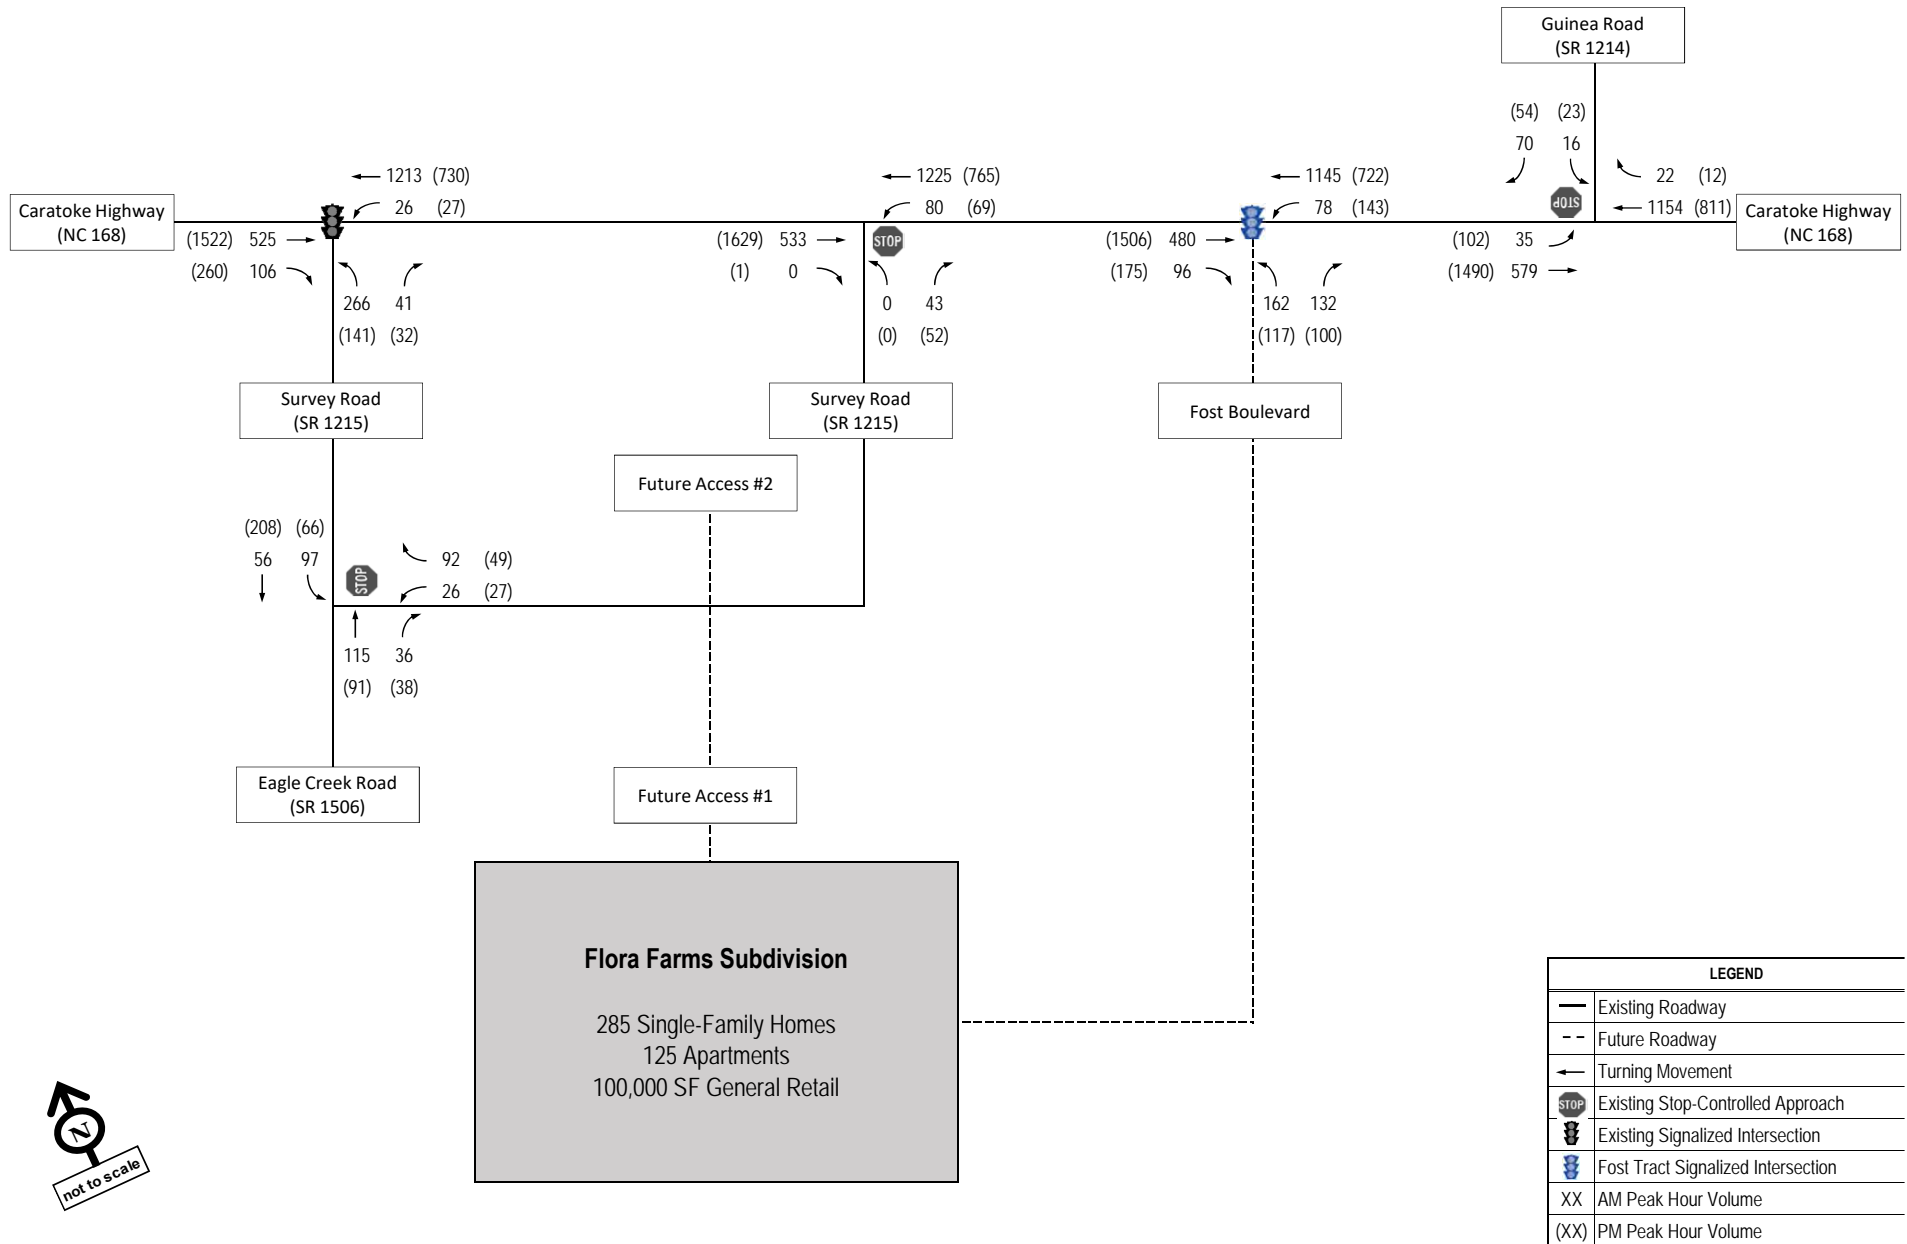 Guinea Road
(SR 1214)
(54) (23)
70 16
1213 (730)
1225 (765)
1145 (722)
22 (12)
26 (27)
80 (69)
78 (143)
STOP
1154 (811)
Caratoke Highway
(NC 168)
Caratoke Highway
(NC 168)
(1522) 525
(1629) 533
STOP
(1506) 480
(102) 35
(260) 106
(1) 0
(175) 96
(1490) 579
266 41
0 43
162 132
(141) (32)
(0) (52)
(117) (100)
Survey Road
(SR 1215)
Survey Road
(SR 1215)
Fost Boulevard
Future Access #2
(208) (66)
56 97
92 (49)
STOP
26 (27)
115 36
(91) (38)
Eagle Creek Road
(SR 1506)
Future Access #1
Flora Farms Subdivision
285 Single-Family Homes
125 Apartments
100,000 SF General Retail
N
not to scale
LEGEND
Existing Roadway
Future Roadway
Turning Movement
STOP Existing Stop-Controlled Approach
Existing Signalized Intersection
Fost Tract Signalized Intersection
XX AM Peak Hour Volume
(XX) PM Peak Hour Volume